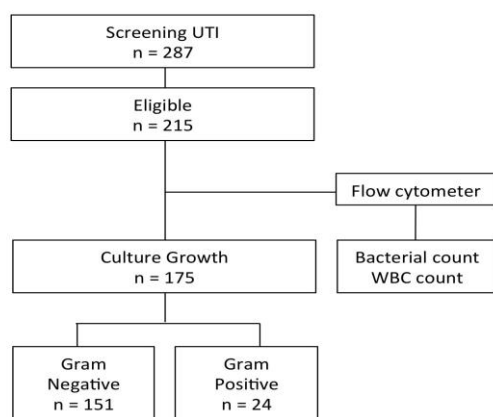 Screening UTI
n = 287
Eligible
n = 215
Flow cytometer
Culture Growth
n = 175
Bacterial count
WBC count
Gram
Negative
n = 151
Gram
Positive
n = 24